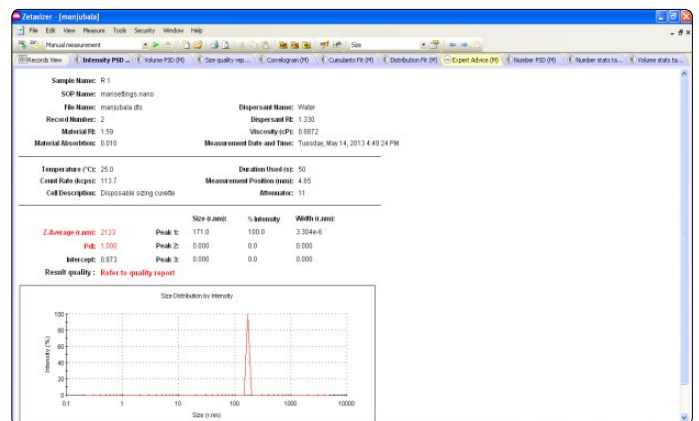 Zetasizer - [manjubala]
File Edit View Measure Tools Security Window Help
Manual measurement Size
Records View Intensity PSD ... Volume PSD (M) Size quality rep... Correlogram (M) Cumulants Fit (M) Distribution Fit (M) Expert Advice (M) Number PSD (M) Number stats ta... Volume stats ta...
Sample Name: R 1
SOP Name: mansettings.nano
File Name: manjubala.dts Dispersant Name: Water
Record Number: 2 Dispersant RI: 1.330
Material RI: 1.59 Viscosity (cP): 0.8872
Material Absorbtion: 0.010 Measurement Date and Time: Tuesday, May 14, 2013 4:49:24 PM
Temperature (°C): 25.0 Duration Used (s): 50
Count Rate (kcps): 113.7 Measurement Position (mm): 4.65
Cell Description: Disposable sizing cuvette Attenuator: 11
Size (r.nm): % Intensity Width (r.nm):
Z-Average (r.nm): 2123 Peak 1: 171.0 100.0 3.304e-6
PdI: 1.000 Peak 2: 0.000 0.0 0.000
Intercept: 0.873 Peak 3: 0.000 0.0 0.000
Result quality : Refer to quality report
Size Distribution by Intensity
Intensity (%)
100
80
60
40
20
0
0.1 1 10 100 1000 10000
Size (r.nm)